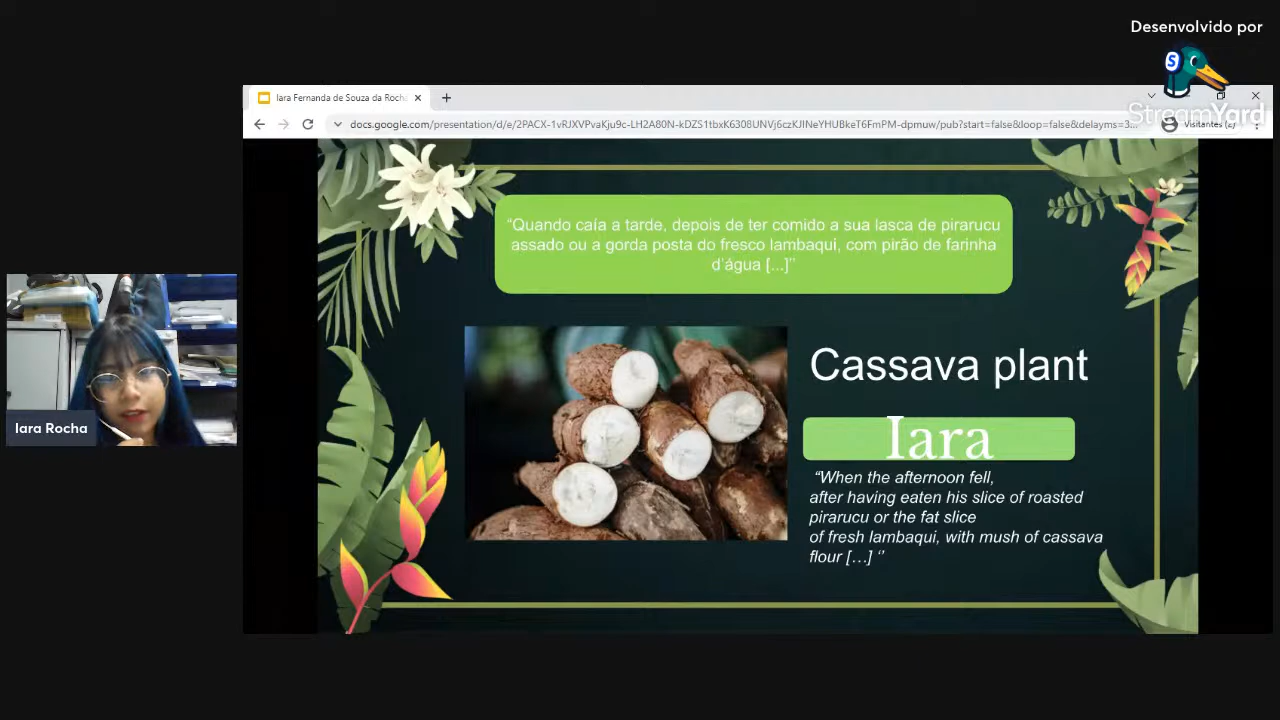 Desenvolvido por
StreamYard
Iara Fernanda de Souza da Rocha
docs.google.com/presentation/d/e/2PACX-1vRJXVPvaKju9c-LH2A80N-kDZS1tbxK6308UNVj6czKJINeYHUBkeT6FmPM-dpmuw/pub?start=false&loop=false&delayms=3...
Visitantes (2)
“Quando caía a tarde, depois de ter comido a sua lasca de pirarucu
assado ou a gorda posta do fresco lambaqui, com pirão de farinha
d’água [...]”
Cassava plant
Iara
“When the afternoon fell,
after having eaten his slice of roasted
pirarucu or the fat slice
of fresh lambaqui, with mush of cassava
flour […] “
Iara Rocha